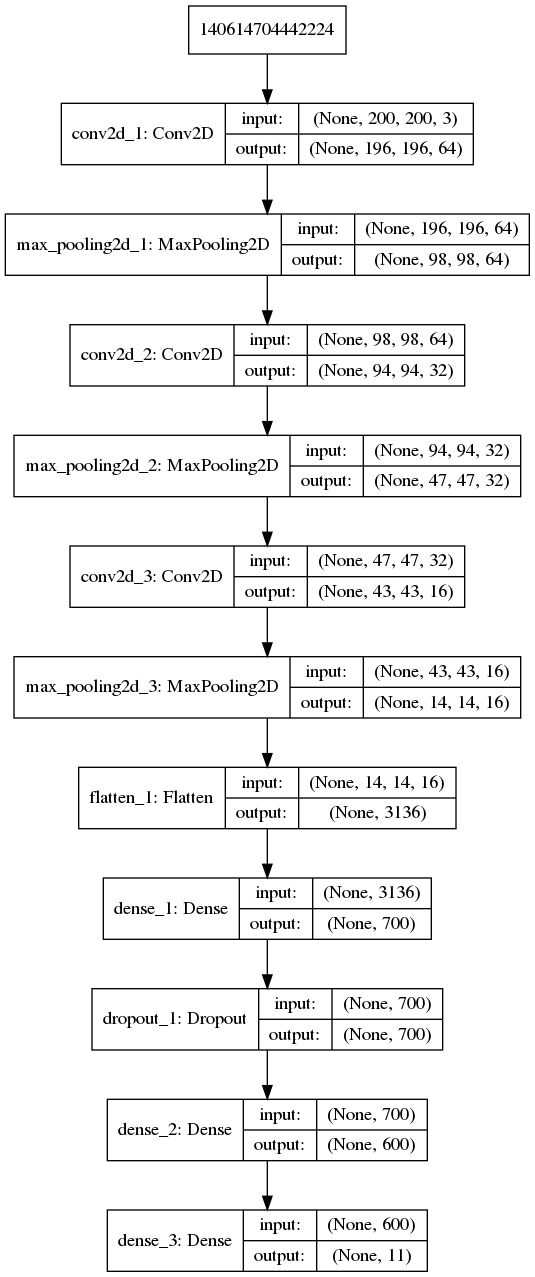 140614704442224
conv2d_1: Conv2D
input: (None, 200, 200, 3)
output: (None, 196, 196, 64)
max_pooling2d_1: MaxPooling2D
input: (None, 196, 196, 64)
output: (None, 98, 98, 64)
conv2d_2: Conv2D
input: (None, 98, 98, 64)
output: (None, 94, 94, 32)
max_pooling2d_2: MaxPooling2D
input: (None, 94, 94, 32)
output: (None, 47, 47, 32)
conv2d_3: Conv2D
input: (None, 47, 47, 32)
output: (None, 43, 43, 16)
max_pooling2d_3: MaxPooling2D
input: (None, 43, 43, 16)
output: (None, 14, 14, 16)
flatten_1: Flatten
input: (None, 14, 14, 16)
output: (None, 3136)
dense_1: Dense
input: (None, 3136)
output: (None, 700)
dropout_1: Dropout
input: (None, 700)
output: (None, 700)
dense_2: Dense
input: (None, 700)
output: (None, 600)
dense_3: Dense
input: (None, 600)
output: (None, 11)